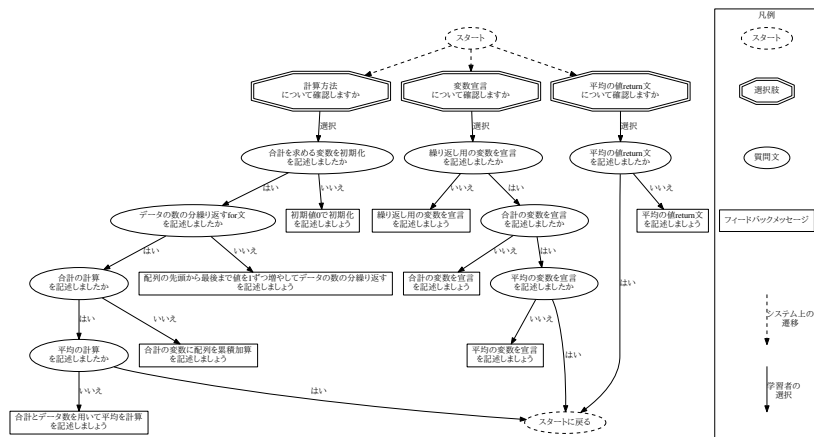 スタート
計算方法
について確認しますか
変数宣言
について確認しますか
平均の値return文
について確認しますか
選択
選択
選択
合計を求める変数を初期化
を記述しましたか
繰り返し用の変数を宣言
を記述しましたか
平均の値return文
を記述しましたか
はい
いいえ
いいえ
はい
いいえ
データの数の分繰り返すfor文
を記述しましたか
初期値0で初期化
を記述しましょう
繰り返し用の変数を宣言
を記述しましょう
合計の変数を宣言
を記述しましたか
平均の値return文
を記述しましょう
はい
いいえ
いいえ
はい
はい
合計の計算
を記述しましたか
配列の先頭から最後まで値を1ずつ増やしてデータの数の分繰り返す
を記述しましょう
合計の変数を宣言
を記述しましょう
平均の変数を宣言
を記述しましたか
はい
いいえ
いいえ
はい
平均の計算
を記述しましたか
合計の変数に配列を累積加算
を記述しましょう
平均の変数を宣言
を記述しましょう
いいえ
はい
合計とデータ数を用いて平均を計算
を記述しましょう
スタートに戻る
凡例
スタート
選択肢
質問文
フィードバックメッセージ
システム上の
遷移
学習者の
選択